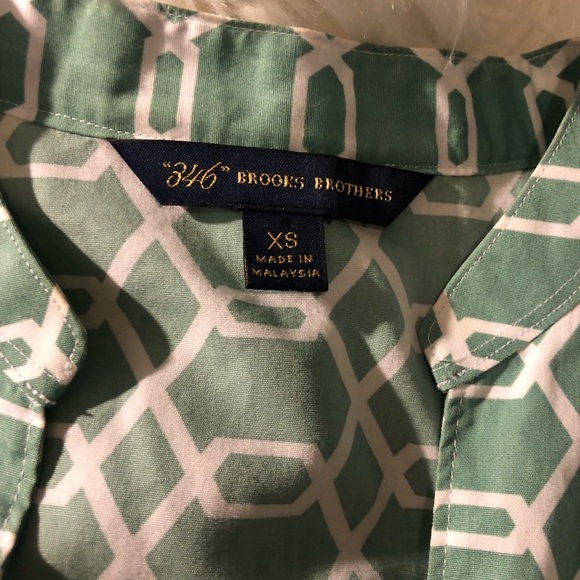 "346" BROOKS BROTHERS
XS
MADE IN
MALAYSIA